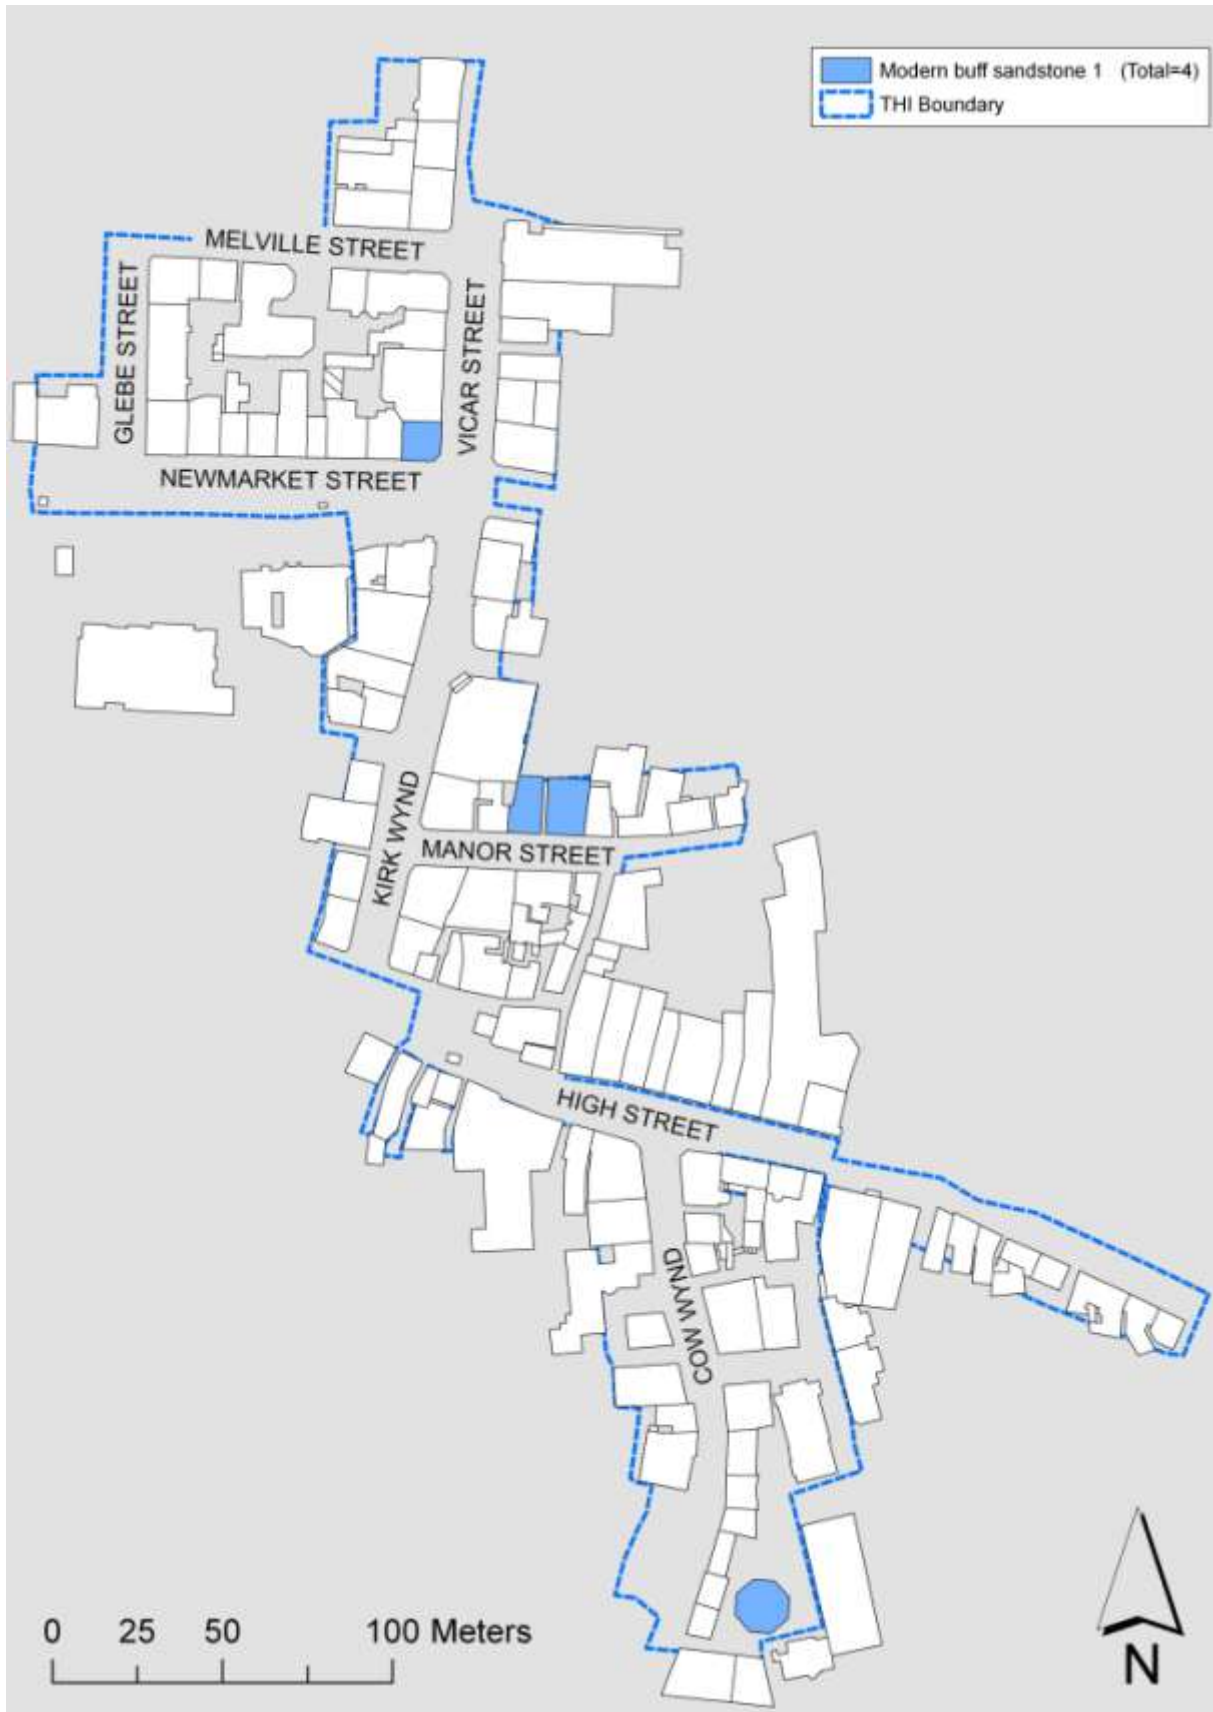 Modern buff sandstone 1 (Total=4)
THI Boundary
MELVILLE STREET
GLEBE STREET
VICAR STREET
NEWMARKET STREET
KIRK WYND
MANOR STREET
HIGH STREET
COW WYND
0 25 50 100 Meters
N